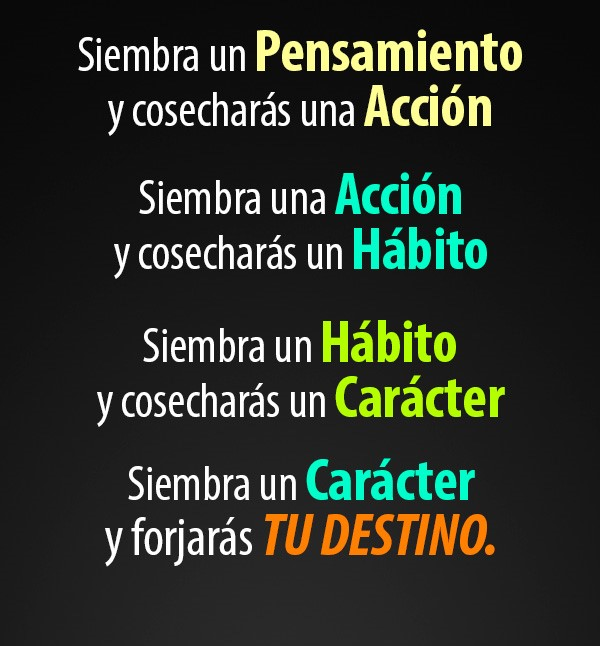 Siembra un Pensamiento
y cosecharás una Acción
Siembra una Acción
y cosecharás un Hábito
Siembra un Hábito
y cosecharás un Carácter
Siembra un Carácter
y forjarás TU DESTINO.